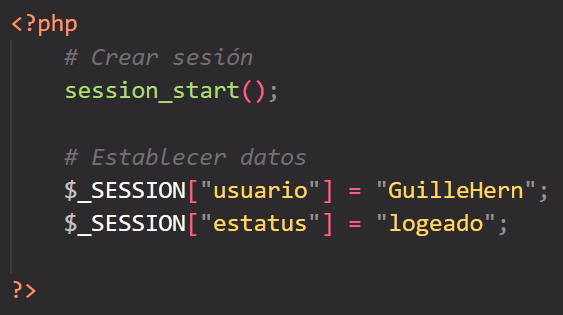 <?php
    # Crear sesión
    session_start();

    # Establecer datos
    $_SESSION["usuario"] = "GuilleHern";
    $_SESSION["estatus"] = "logeado";

?>